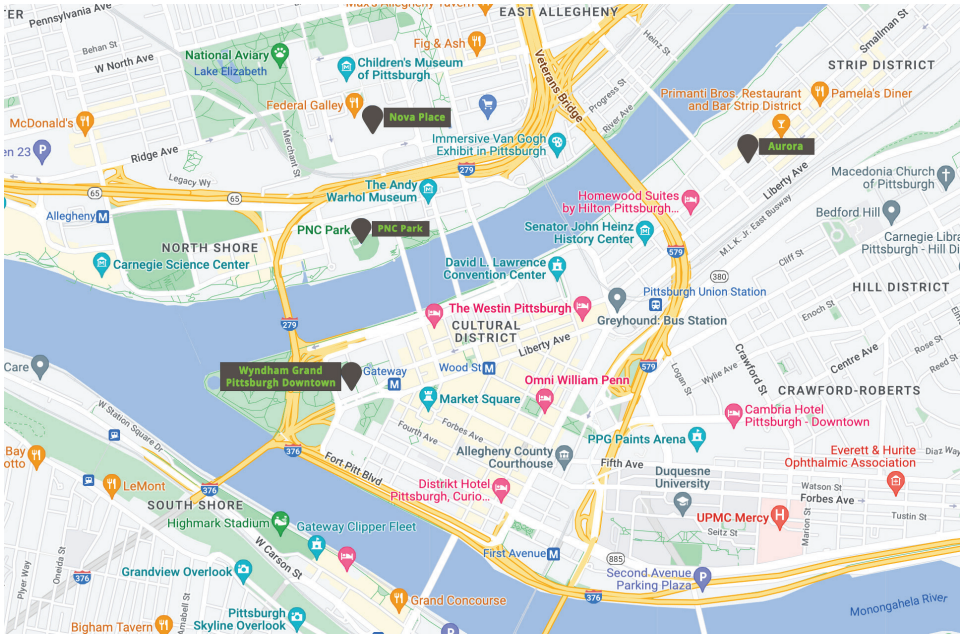 TER
Pennsylvania Ave
Max's Allegheny Tavern
EAST ALLEGHENY
Smallman St
Behan St
W North Ave
National Aviary
Lake Elizabeth
Fig & Ash
Heinz St
Children's Museum
of Pittsburgh
Veterans Bridge
STRIP DISTRICT
Progress St
River Ave
Primanti Bros. Restaurant
and Bar Strip District
Pamela's Diner
Federal Galley
Nova Place
McDonald's
en 23
P
Ridge Ave
Merchant St
Immersive Van Gogh
Exhibit in Pittsburgh
Aurora
279
Legacy Wy
65
65
The Andy
Warhol Museum
Liberty Ave
Macedonia Church
of Pittsburgh
Homewood Suites
by Hilton Pittsburgh...
M.L.K. Jr. East Busway
Allegheny
M
PNC Park
PNC Park
Bedford Hill
Senator John Heinz
History Center
Carnegie Libra
Pittsburgh - Hill Di
NORTH SHORE
Carnegie Science Center
579
Cliff St
David L. Lawrence
Convention Center
380
HILL DISTRICT
Pittsburgh Union Station
The Westin Pittsburgh
Greyhound: Bus Station
Enoch St
279
CULTURAL
DISTRICT
Liberty Ave
Rose St
Reed St
Centre Ave
Crawford St
Wylie Ave
Care
Wyndham Grand
Pittsburgh Downtown
Gateway
M
Wood St
M
579
Logan St
Omni William Penn
CRAWFORD-ROBERTS
Market Square
Cambria Hotel
Pittsburgh - Downtown
W Station Square Dr
Fourth Ave
Forbes Ave
PPG Paints Arena
Bay
otto
376
Allegheny County
Courthouse
Fifth Ave
Diaz Way
Everett & Hurite
Ophthalmic Association
Fort Pitt Blvd
Duquesne
University
Watson St
Forbes Ave
LeMont
376
Distrikt Hotel
Pittsburgh, Curio...
SOUTH SHORE
Highmark Stadium
Gateway Clipper Fleet
UPMC Mercy
H
Tustin St
Seitz St
Marion St
W Carson St
First Avenue
M
885
Oneida St
Plyer Way
376
Grandview Overlook
Second Avenue
Parking Plaza
P
376
Grand Concourse
Monongahela River
Amabell St
Pittsburgh
Skyline Overlook
Bigham Tavern
P